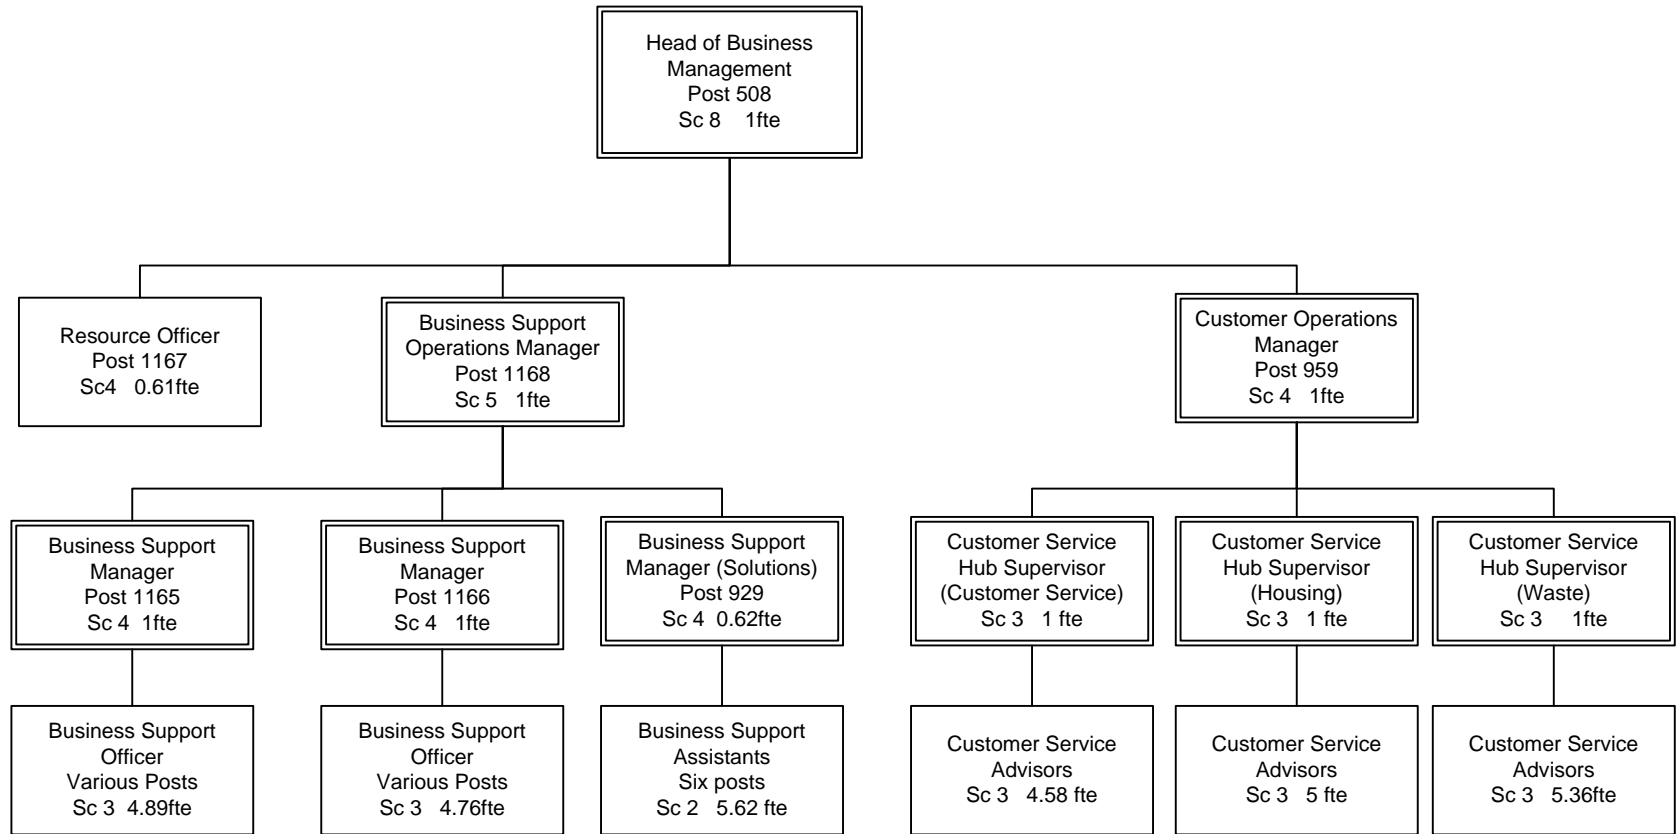 Head of Business
Management
Post 508
Sc 8 1fte
Resource Officer
Post 1167
Sc4 0.61fte
Business Support
Operations Manager
Post 1168
Sc 5 1fte
Customer Operations
Manager
Post 959
Sc 4 1fte
Business Support
Manager
Post 1165
Sc 4 1fte
Business Support
Manager
Post 1166
Sc 4 1fte
Business Support
Manager (Solutions)
Post 929
Sc 4 0.62fte
Customer Service
Hub Supervisor
(Customer Service)
Sc 3 1 fte
Customer Service
Hub Supervisor
(Housing)
Sc 3 1 fte
Customer Service
Hub Supervisor
(Waste)
Sc 3 1fte
Business Support
Officer
Various Posts
Sc 3 4.89fte
Business Support
Officer
Various Posts
Sc 3 4.76fte
Business Support
Assistants
Six posts
Sc 2 5.62 fte
Customer Service
Advisors
Sc 3 4.58 fte
Customer Service
Advisors
Sc 3 5 fte
Customer Service
Advisors
Sc 3 5.36fte